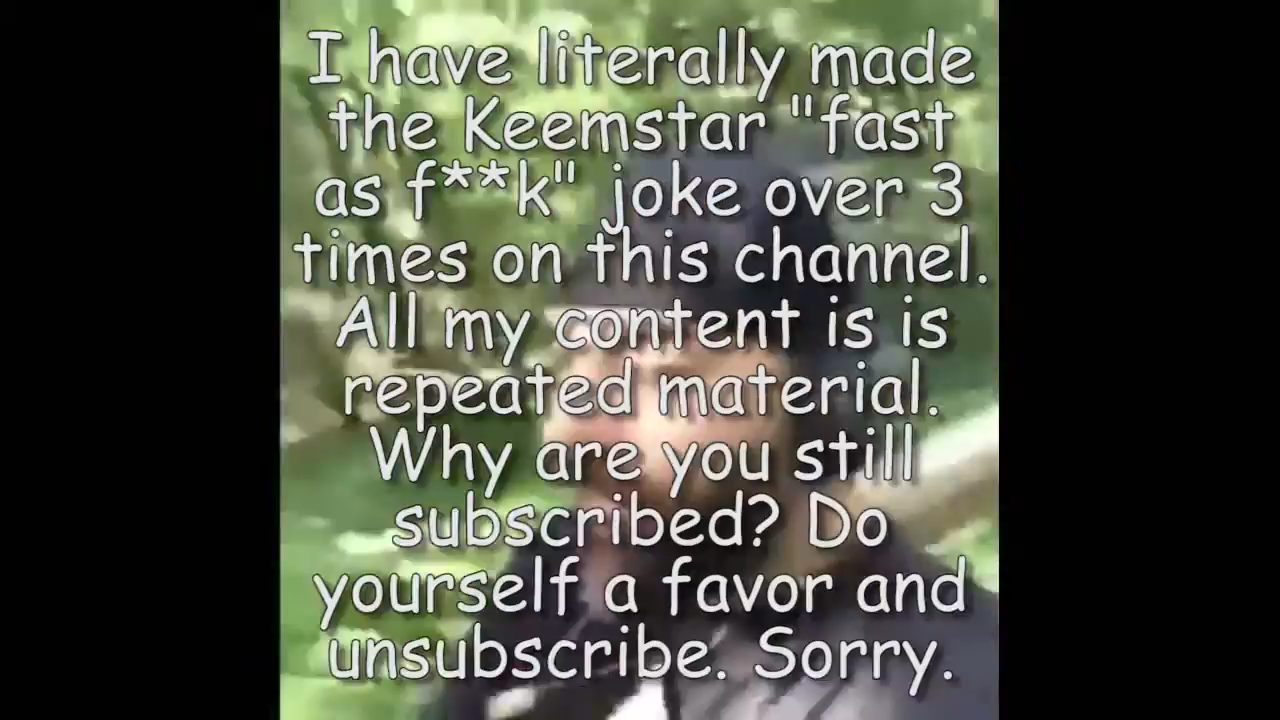 I have literally made
the Keemstar "fast
as f**k" joke over 3
times on this channel.
All my content is is
repeated material.
Why are you still
subscribed? Do
yourself a favor and
unsubscribe. Sorry.